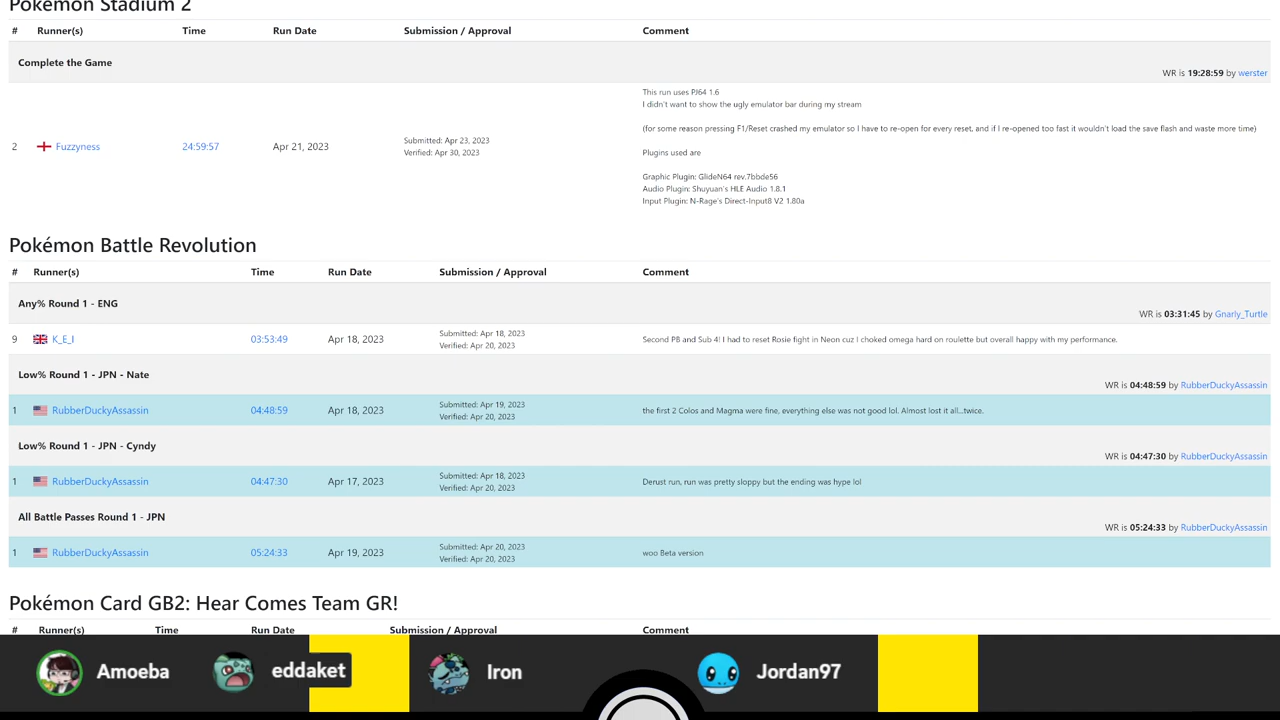 Pokémon Stadium 2
# Runner(s) Time Run Date Submission / Approval Comment
Complete the Game
WR is 19:28:59 by werster
This run uses PJ64 1.6
I didn't want to show the ugly emulator bar during my stream
(for some reason pressing F1/Reset crashed my emulator so I have to re-open for every reset, and if I re-opened too fast it wouldn't load the save flash and waste more time)
2 Fuzzyness 24:59:57 Apr 21, 2023 Submitted: Apr 23, 2023
Verified: Apr 30, 2023
Plugins used are
Graphic Plugin: GlideN64 rev.7bbde56
Audio Plugin: Shuyuan's HLE Audio 1.8.1
Input Plugin: N-Rage's Direct-Input8 V2 1.80a
Pokémon Battle Revolution
# Runner(s) Time Run Date Submission / Approval Comment
Any% Round 1 - ENG
WR is 03:31:45 by Gnarly_Turtle
9 K_E_I 03:53:49 Apr 18, 2023 Submitted: Apr 18, 2023
Verified: Apr 20, 2023
Second PB and Sub 4! I had to reset Rosie fight in Neon cuz I choked omega hard on roulette but overall happy with my performance.
Low% Round 1 - JPN - Nate
WR is 04:48:59 by RubberDuckyAssassin
1 RubberDuckyAssassin 04:48:59 Apr 18, 2023 Submitted: Apr 19, 2023
Verified: Apr 20, 2023
the first 2 Colos and Magma were fine, everything else was not good lol. Almost lost it all...twice.
Low% Round 1 - JPN - Cyndy
WR is 04:47:30 by RubberDuckyAssassin
1 RubberDuckyAssassin 04:47:30 Apr 17, 2023 Submitted: Apr 18, 2023
Verified: Apr 20, 2023
Derust run, run was pretty sloppy but the ending was hype lol
All Battle Passes Round 1 - JPN
WR is 05:24:33 by RubberDuckyAssassin
1 RubberDuckyAssassin 05:24:33 Apr 19, 2023 Submitted: Apr 20, 2023
Verified: Apr 20, 2023
woo Beta version
Pokémon Card GB2: Hear Comes Team GR!
# Runner(s) Time Run Date Submission / Approval Comment
Amoeba eddaket Iron Jordan97